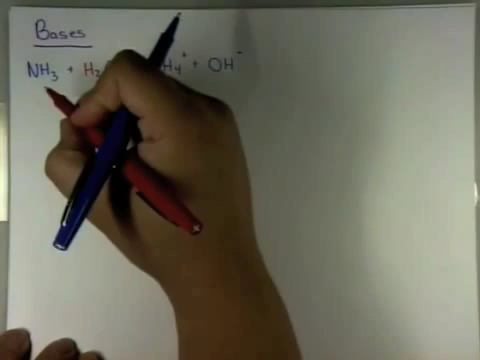 Bases
NH₃ + H₂ H₄⁺ + OH⁻